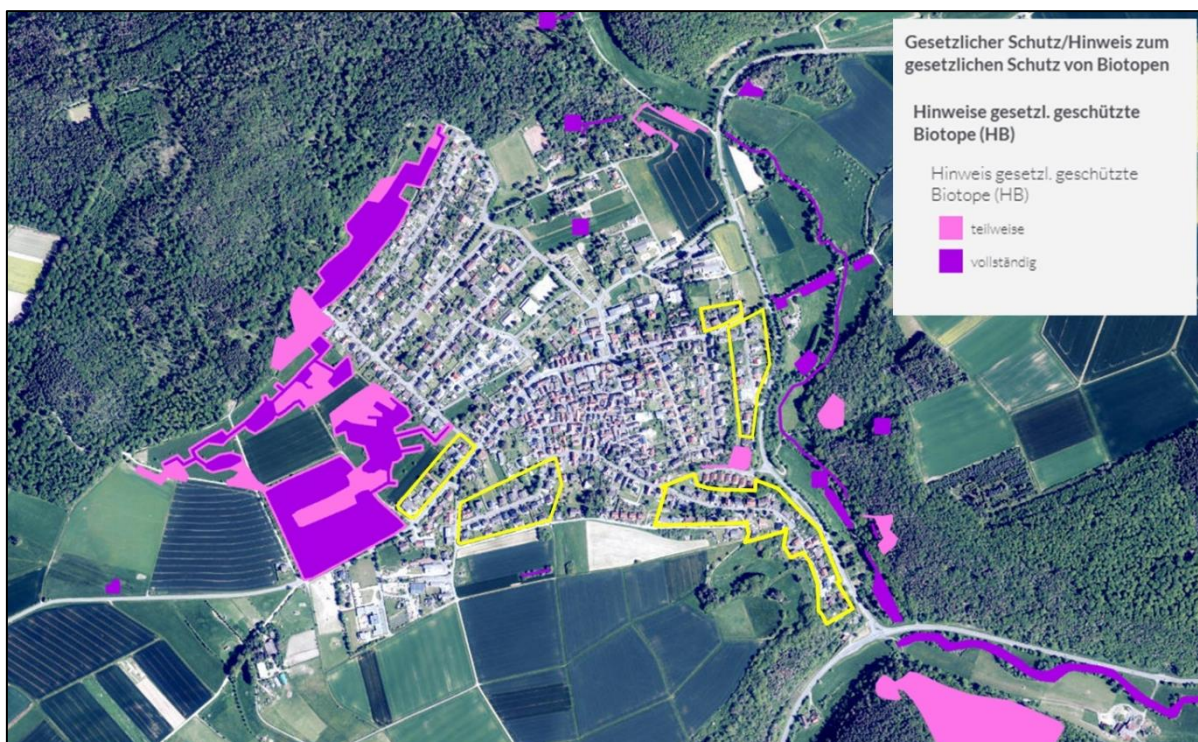 Gesetzlicher Schutz/Hinweis zum
gesetzlichen Schutz von Biotopen
Hinweise gesetzl. geschützte
Biotope (HB)
Hinweis gesetzl. geschützte
Biotope (HB)
teilweise
vollständig